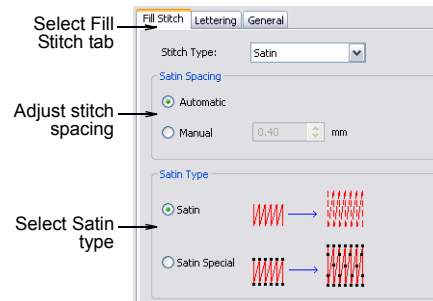 Select Fill
Stitch tab
Fill Stitch Lettering General
Stitch Type: Satin
Satin Spacing
Automatic
Adjust stitch
spacing
Manual 0.40 mm
Satin Type
Satin
Select Satin
type
Satin Special